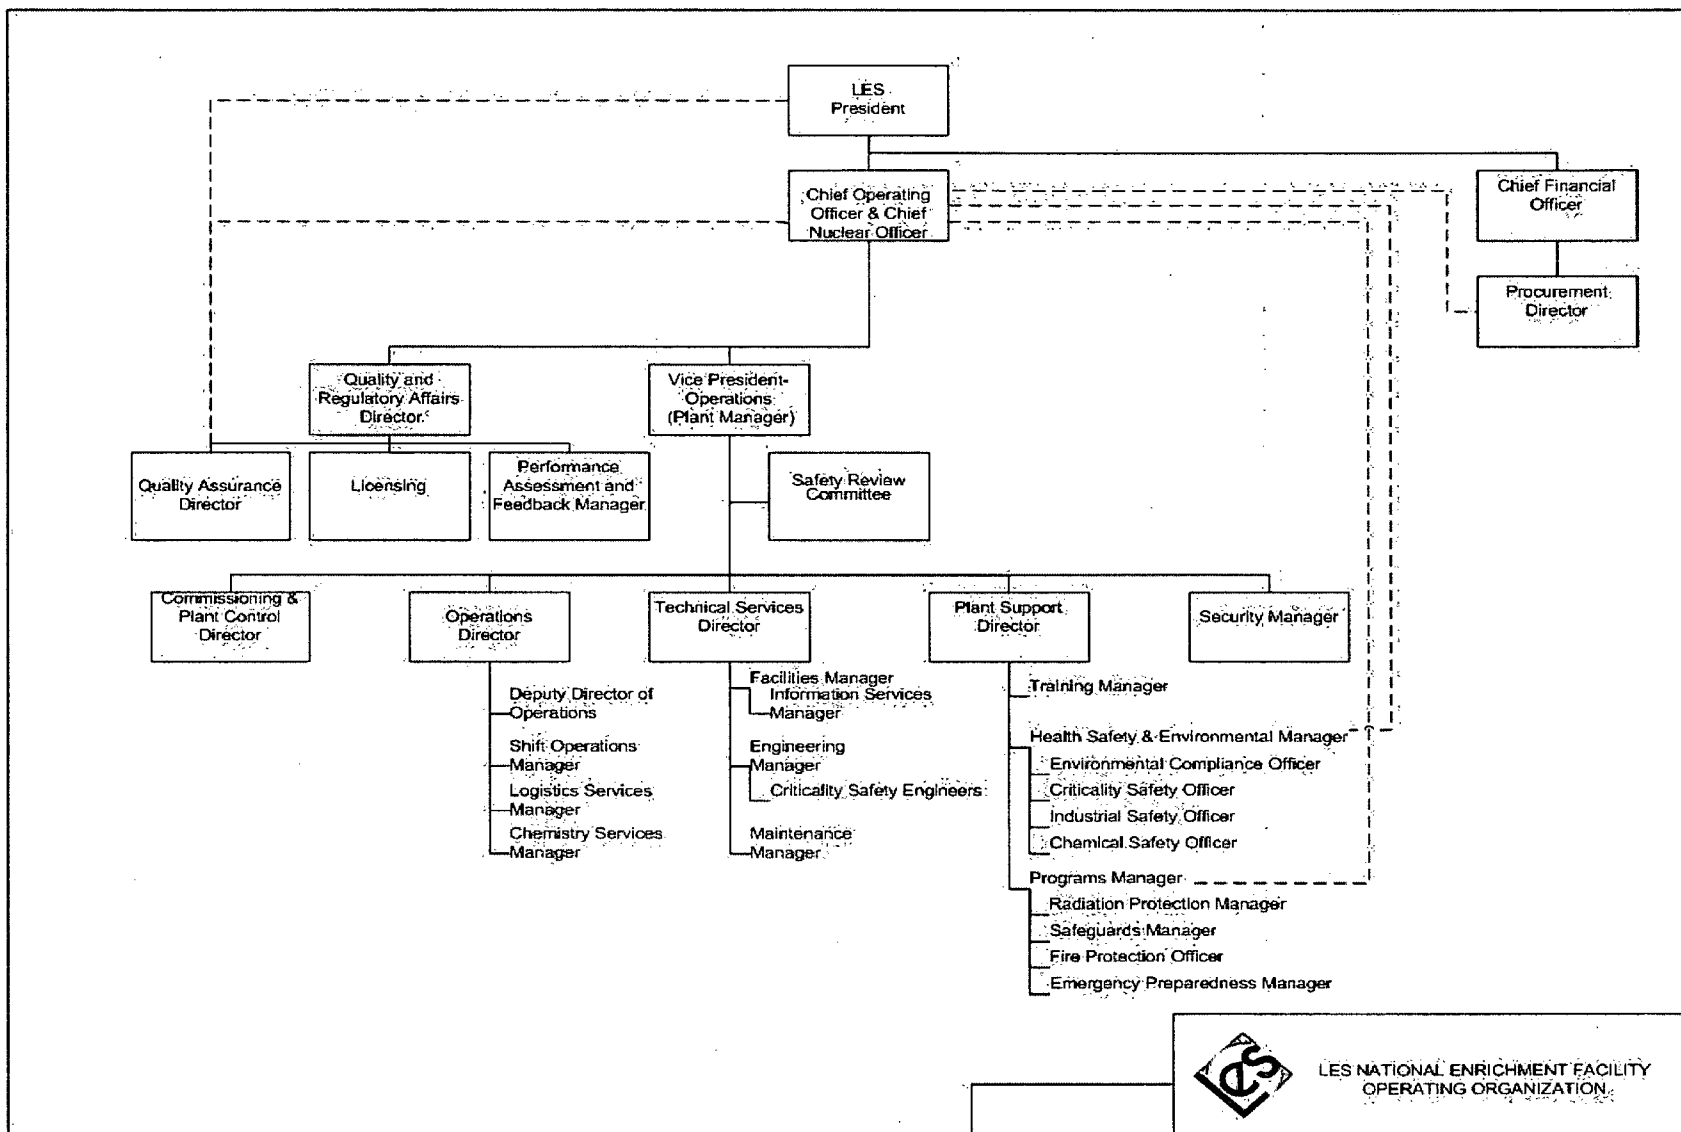 LES
President
Chief Operating
Officer & Chief
Nuclear Officer
Chief Financial
Officer
Procurement
Director
Quality and
Regulatory Affairs
Director
Vice President-
Operations
(Plant Manager)
Quality Assurance
Director
Licensing
Performance
Assessment and
Feedback Manager
Safety Review
Committee
Commissioning &
Plant Control
Director
Operations
Director
Technical Services
Director
Plant Support
Director
Security Manager
Deputy Director of
Operations
Shift Operations
Manager
Logistics Services
Manager
Chemistry Services
Manager
Facilities Manager
Information Services
Manager
Engineering
Manager
Criticality Safety Engineers
Maintenance
Manager
Training Manager
Health Safety & Environmental Manager
Environmental Compliance Officer
Criticality Safety Officer
Industrial Safety Officer
Chemical Safety Officer
Programs Manager
Radiation Protection Manager
Safeguards Manager
Fire Protection Officer
Emergency Preparedness Manager
Les
LES NATIONAL ENRICHMENT FACILITY
OPERATING ORGANIZATION